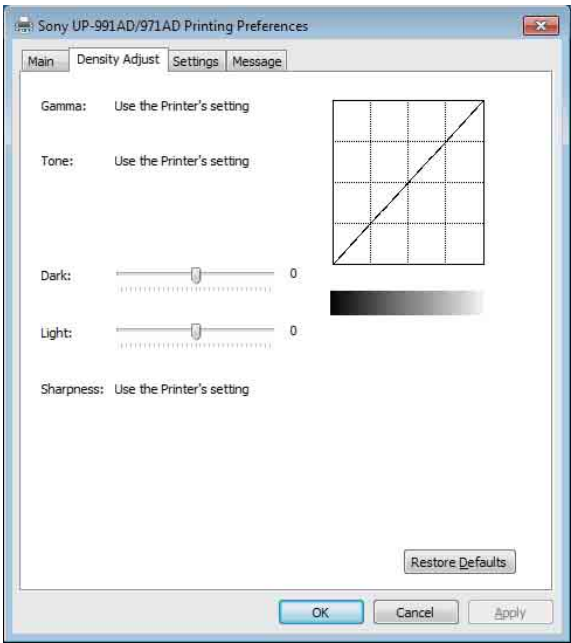 Sony UP-991AD/971AD Printing Preferences
Main Density Adjust Settings Message
Gamma: Use the Printer's setting
Tone: Use the Printer's setting
Dark: 0
Light: 0
Sharpness: Use the Printer's setting
Restore Defaults
OK Cancel Apply